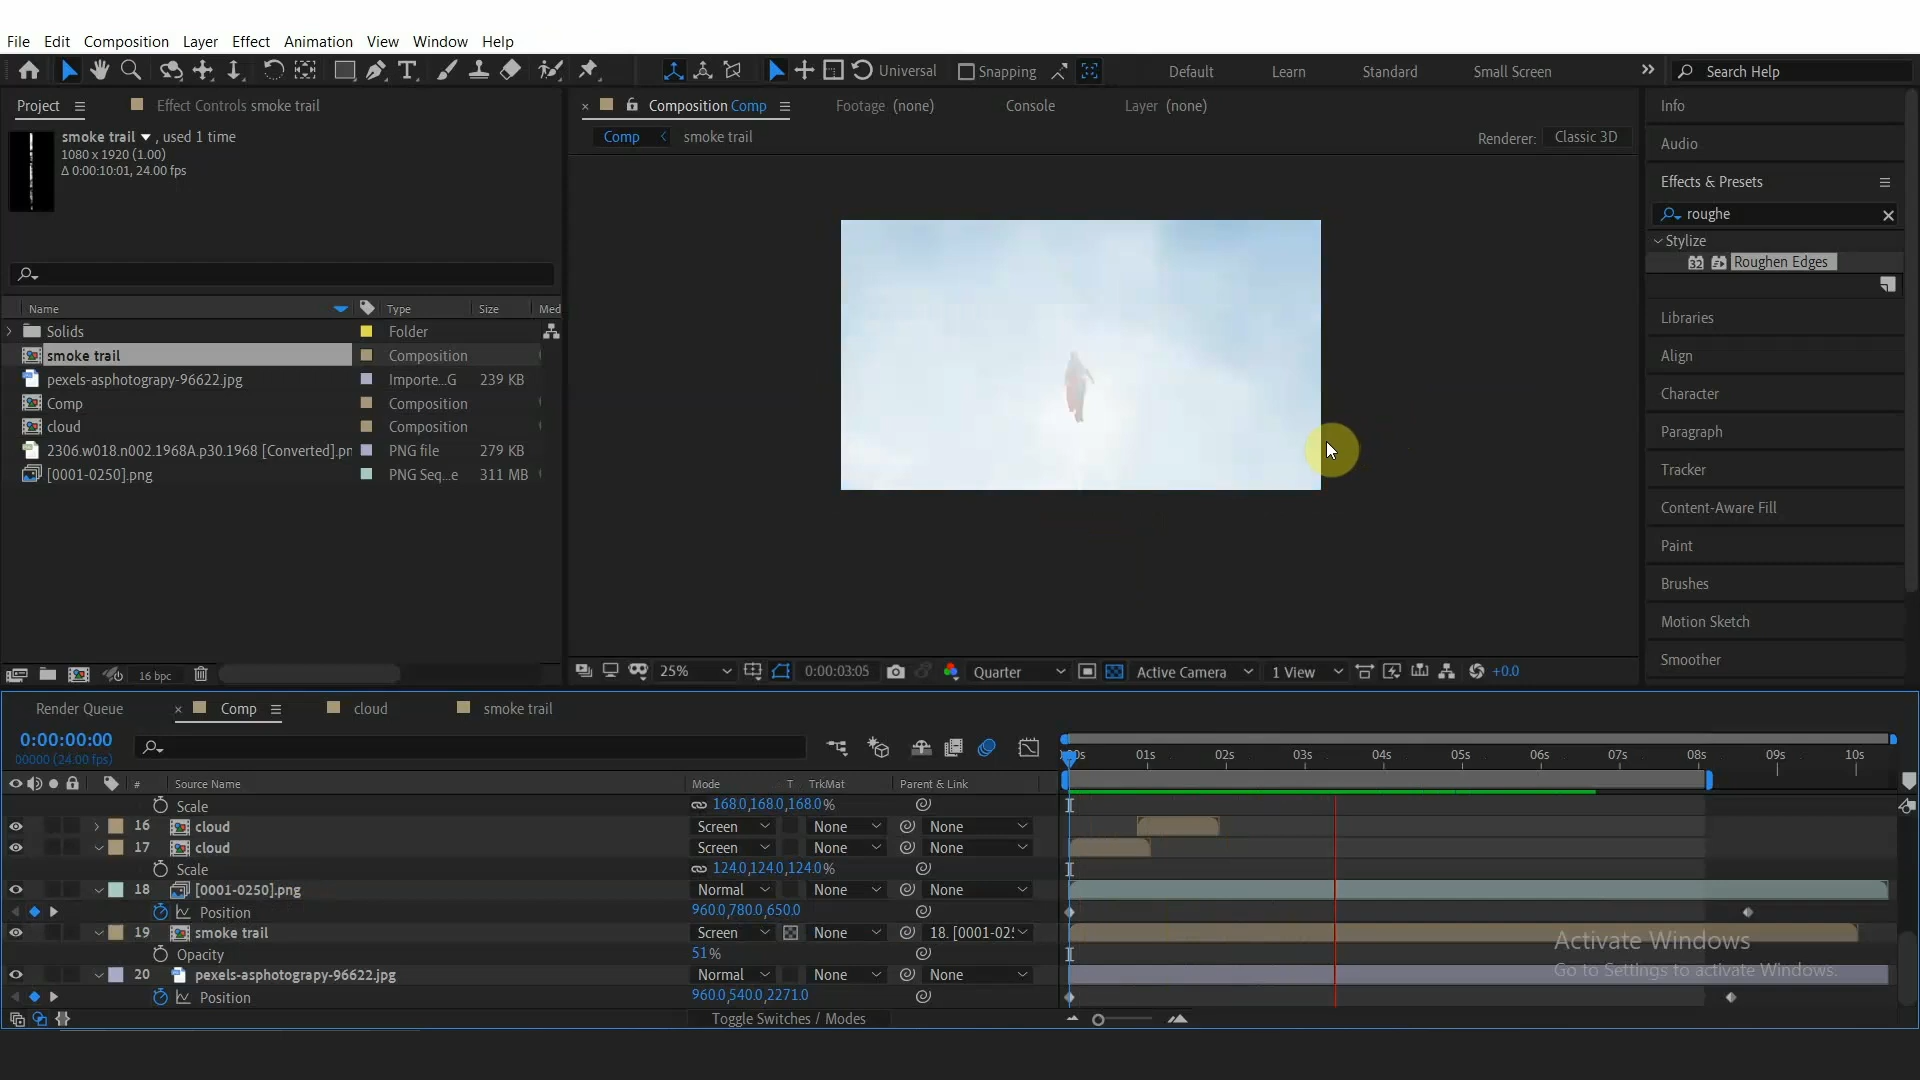 File Edit Composition Layer Effect Animation View Window Help
Universal Snapping Default Learn Standard Small Screen Search Help
Project Effect Controls smoke trail
smoke trail , used 1 time
1080 x 1920 (1.00)
Δ 0:00:10:01, 24.00 fps
Name Type Size Med
Solids Folder
smoke trail Composition
pexels-asphotograpy-96622.jpg Importe...G 239 KB
Comp Composition
cloud Composition
2306.w018.n002.1968A.p30.1968 [Converted].pn PNG file 279 KB
[0001-0250].png PNG Seq...e 311 MB
16 bpc
Composition Comp Footage (none) Console Layer (none)
Comp smoke trail Renderer: Classic 3D
25% 0:00:03:05 Quarter Active Camera 1 View +0.0
Info
Audio
Effects & Presets
roughe
Stylize
32 Roughen Edges
Libraries
Align
Character
Paragraph
Tracker
Content-Aware Fill
Paint
Brushes
Motion Sketch
Smoother
Render Queue Comp cloud smoke trail
0:00:00:00
00000 (24.00 fps)
01s 02s 03s 04s 05s 06s 07s 08s 09s 10s
# Source Name Mode T TrkMat Parent & Link
Scale 168.0,168.0,168.0%
16 cloud Screen None None
17 cloud Screen None None
Scale 124.0,124.0,124.0%
18 [0001-0250].png Normal None None
Position 960.0,780.0,650.0
19 smoke trail Screen None 18. [0001-02
Opacity 51%
20 pexels-asphotograpy-96622.jpg Normal None None
Position 960.0,540.0,2271.0
Toggle Switches / Modes
Activate Windows
Go to Settings to activate Windows.